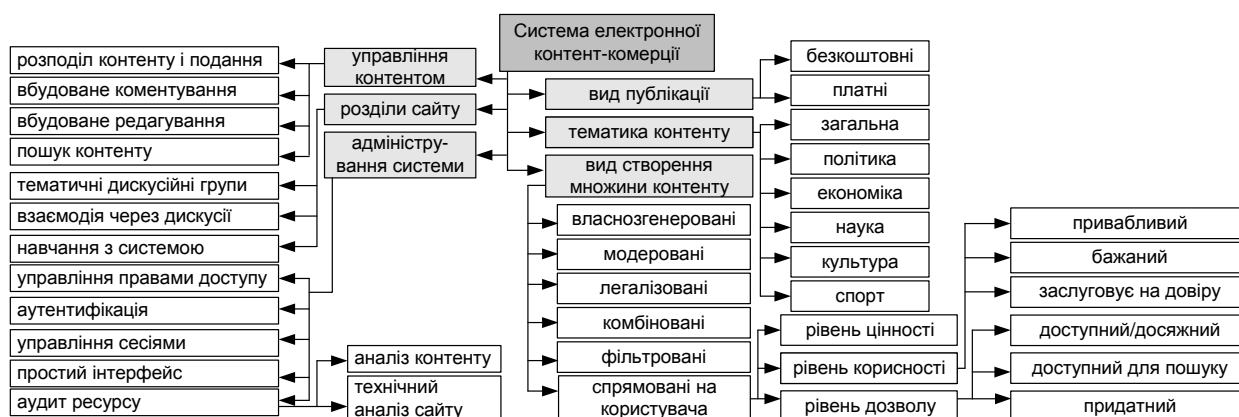 Система електронної
контент-комерції
управління
контентом
розділи сайту
адміністру-
вання системи
розподіл контенту і подання
вбудоване коментування
вбудоване редагування
пошук контенту
тематичні дискусійні групи
взаємодія через дискусії
навчання з системою
управління правами доступу
аутентифікація
управління сесіями
простий інтерфейс
аудит ресурсу
аналіз контенту
технічний
аналіз сайту
вид публікації
тематика контенту
вид створення
множини контенту
власнозгенеровані
модеровані
легалізовані
комбіновані
фільтровані
спрямовані на
користувача
безкоштовні
платні
загальна
політика
економіка
наука
культура
спорт
рівень цінності
рівень корисності
рівень дозволу
привабливий
бажаний
заслуговує на довіру
доступний/досяжний
доступний для пошуку
придатний